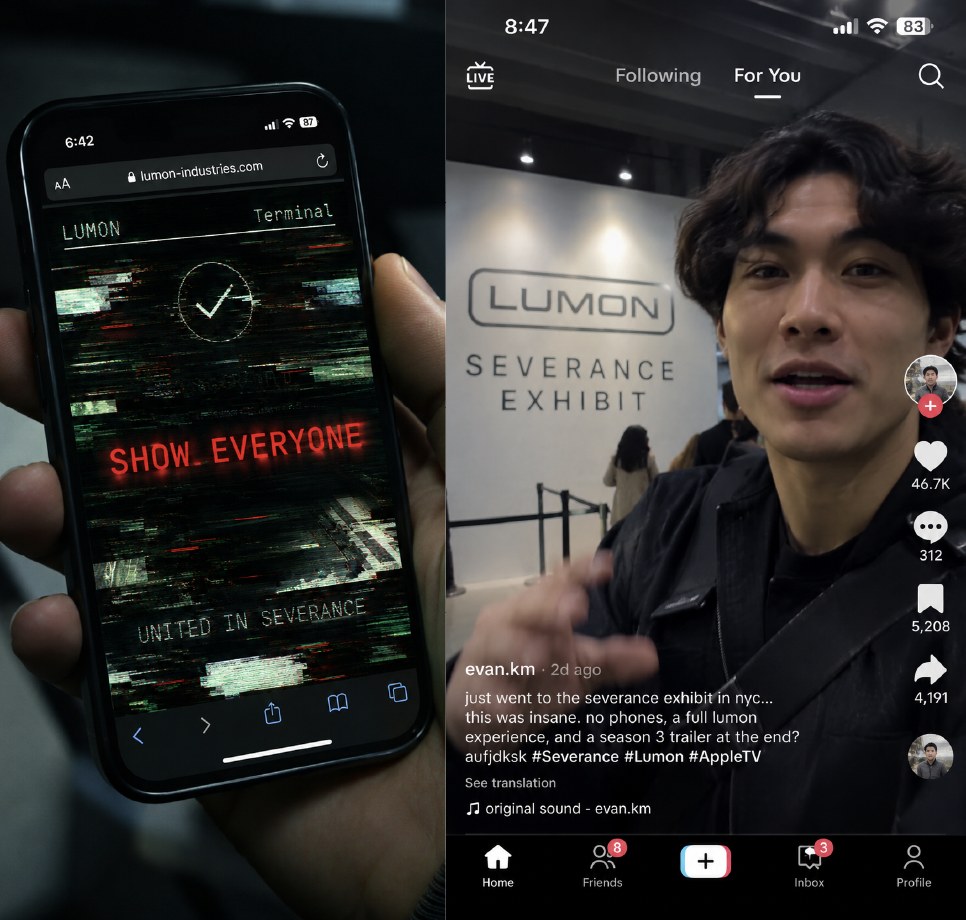 6:42
87
AA
lumon-industries.com
LUMON
Terminal
SHOW EVERYONE
UNITED IN SEVERANCE
8:47
83
LIVE
Following
For You
LUMON
SEVERANCE
EXHIBIT
46.7K
312
5,208
4,191
evan.km · 2d ago
just went to the severance exhibit in nyc...
this was insane. no phones, a full lumon
experience, and a season 3 trailer at the end?
aufjdksk #Severance #Lumon #AppleTV
See translation
original sound - evan.km
8
3
Home
Friends
Inbox
Profile